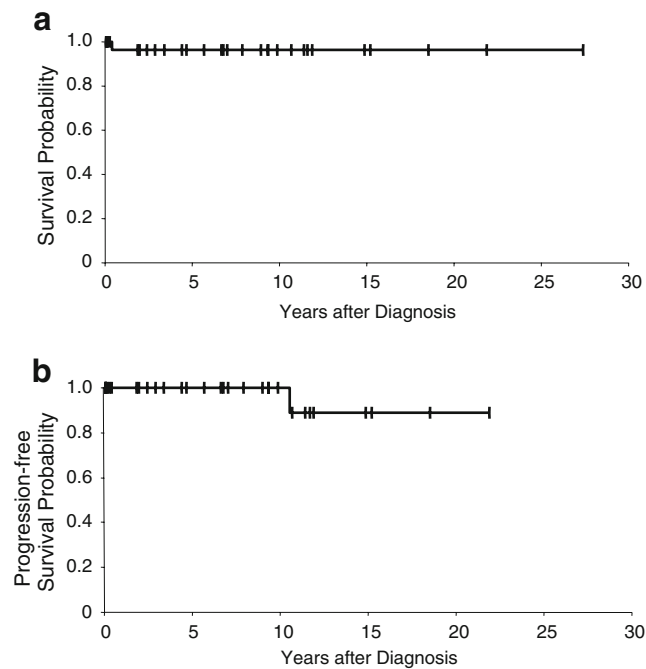 a
Survival Probability
1.0
0.8
0.6
0.4
0.2
0
0 5 10 15 20 25 30
Years after Diagnosis
b
Progression-free
Survival Probability
1.0
0.8
0.6
0.4
0.2
0
0 5 10 15 20 25 30
Years after Diagnosis